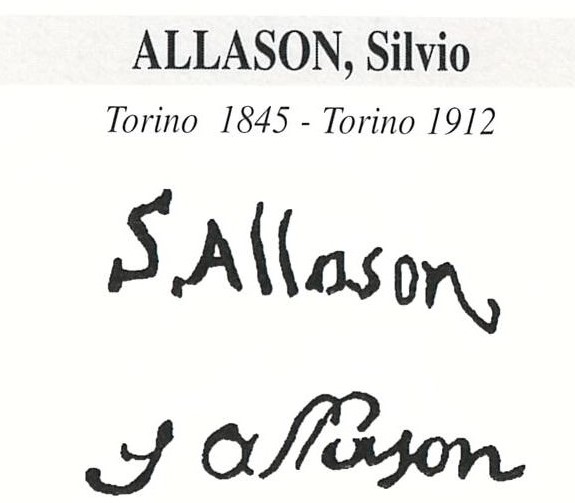 ALLASON, Silvio
Torino 1845 - Torino 1912
S. Allason
S allason